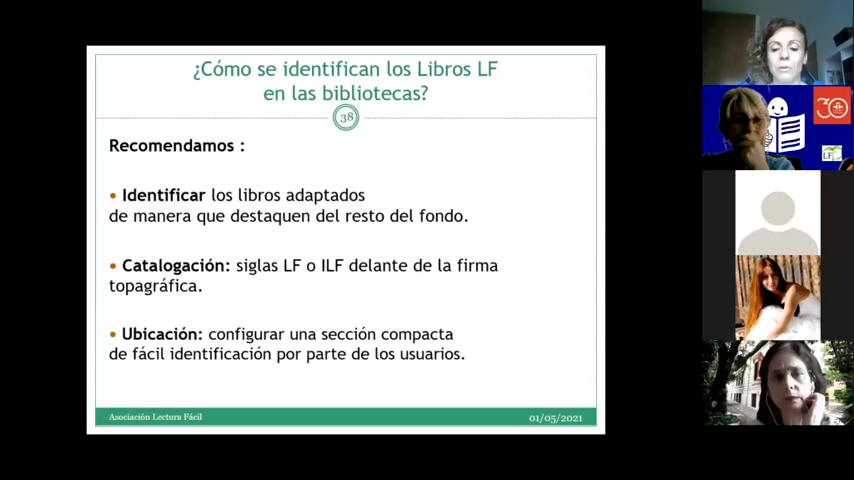 ¿Cómo se identifican los Libros LF
en las bibliotecas?
38
Recomendamos :
• Identificar los libros adaptados
de manera que destaquen del resto del fondo.
• Catalogación: siglas LF o ILF delante de la firma
topagráfica.
• Ubicación: configurar una sección compacta
de fácil identificación por parte de los usuarios.
Asociación Lectura Fácil
01/05/2021
30
LF